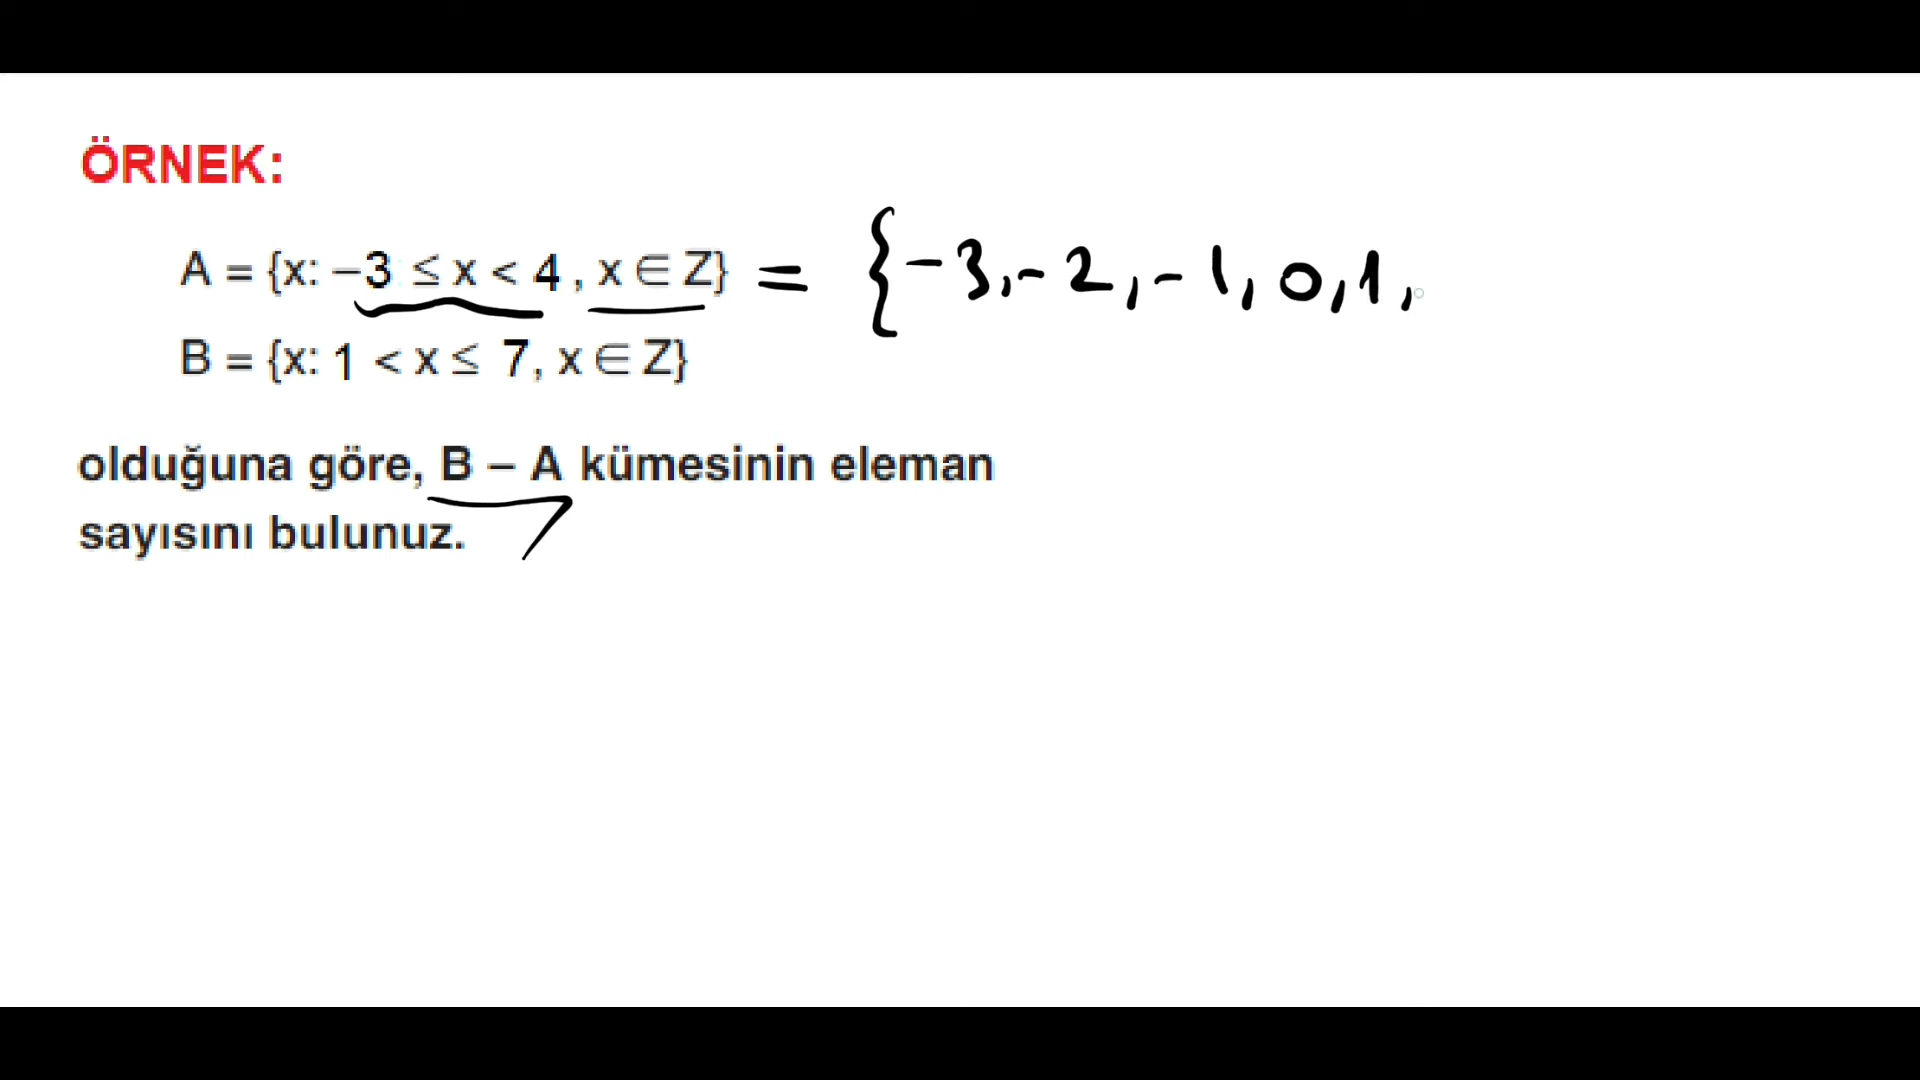 ÖRNEK:
A = {x: −3 ≤ x < 4 , x ∈ Z} = {-3,-2,-1,0,1,
B = {x: 1 < x ≤ 7, x ∈ Z}
olduğuna göre, B − A kümesinin eleman
sayısını bulunuz.